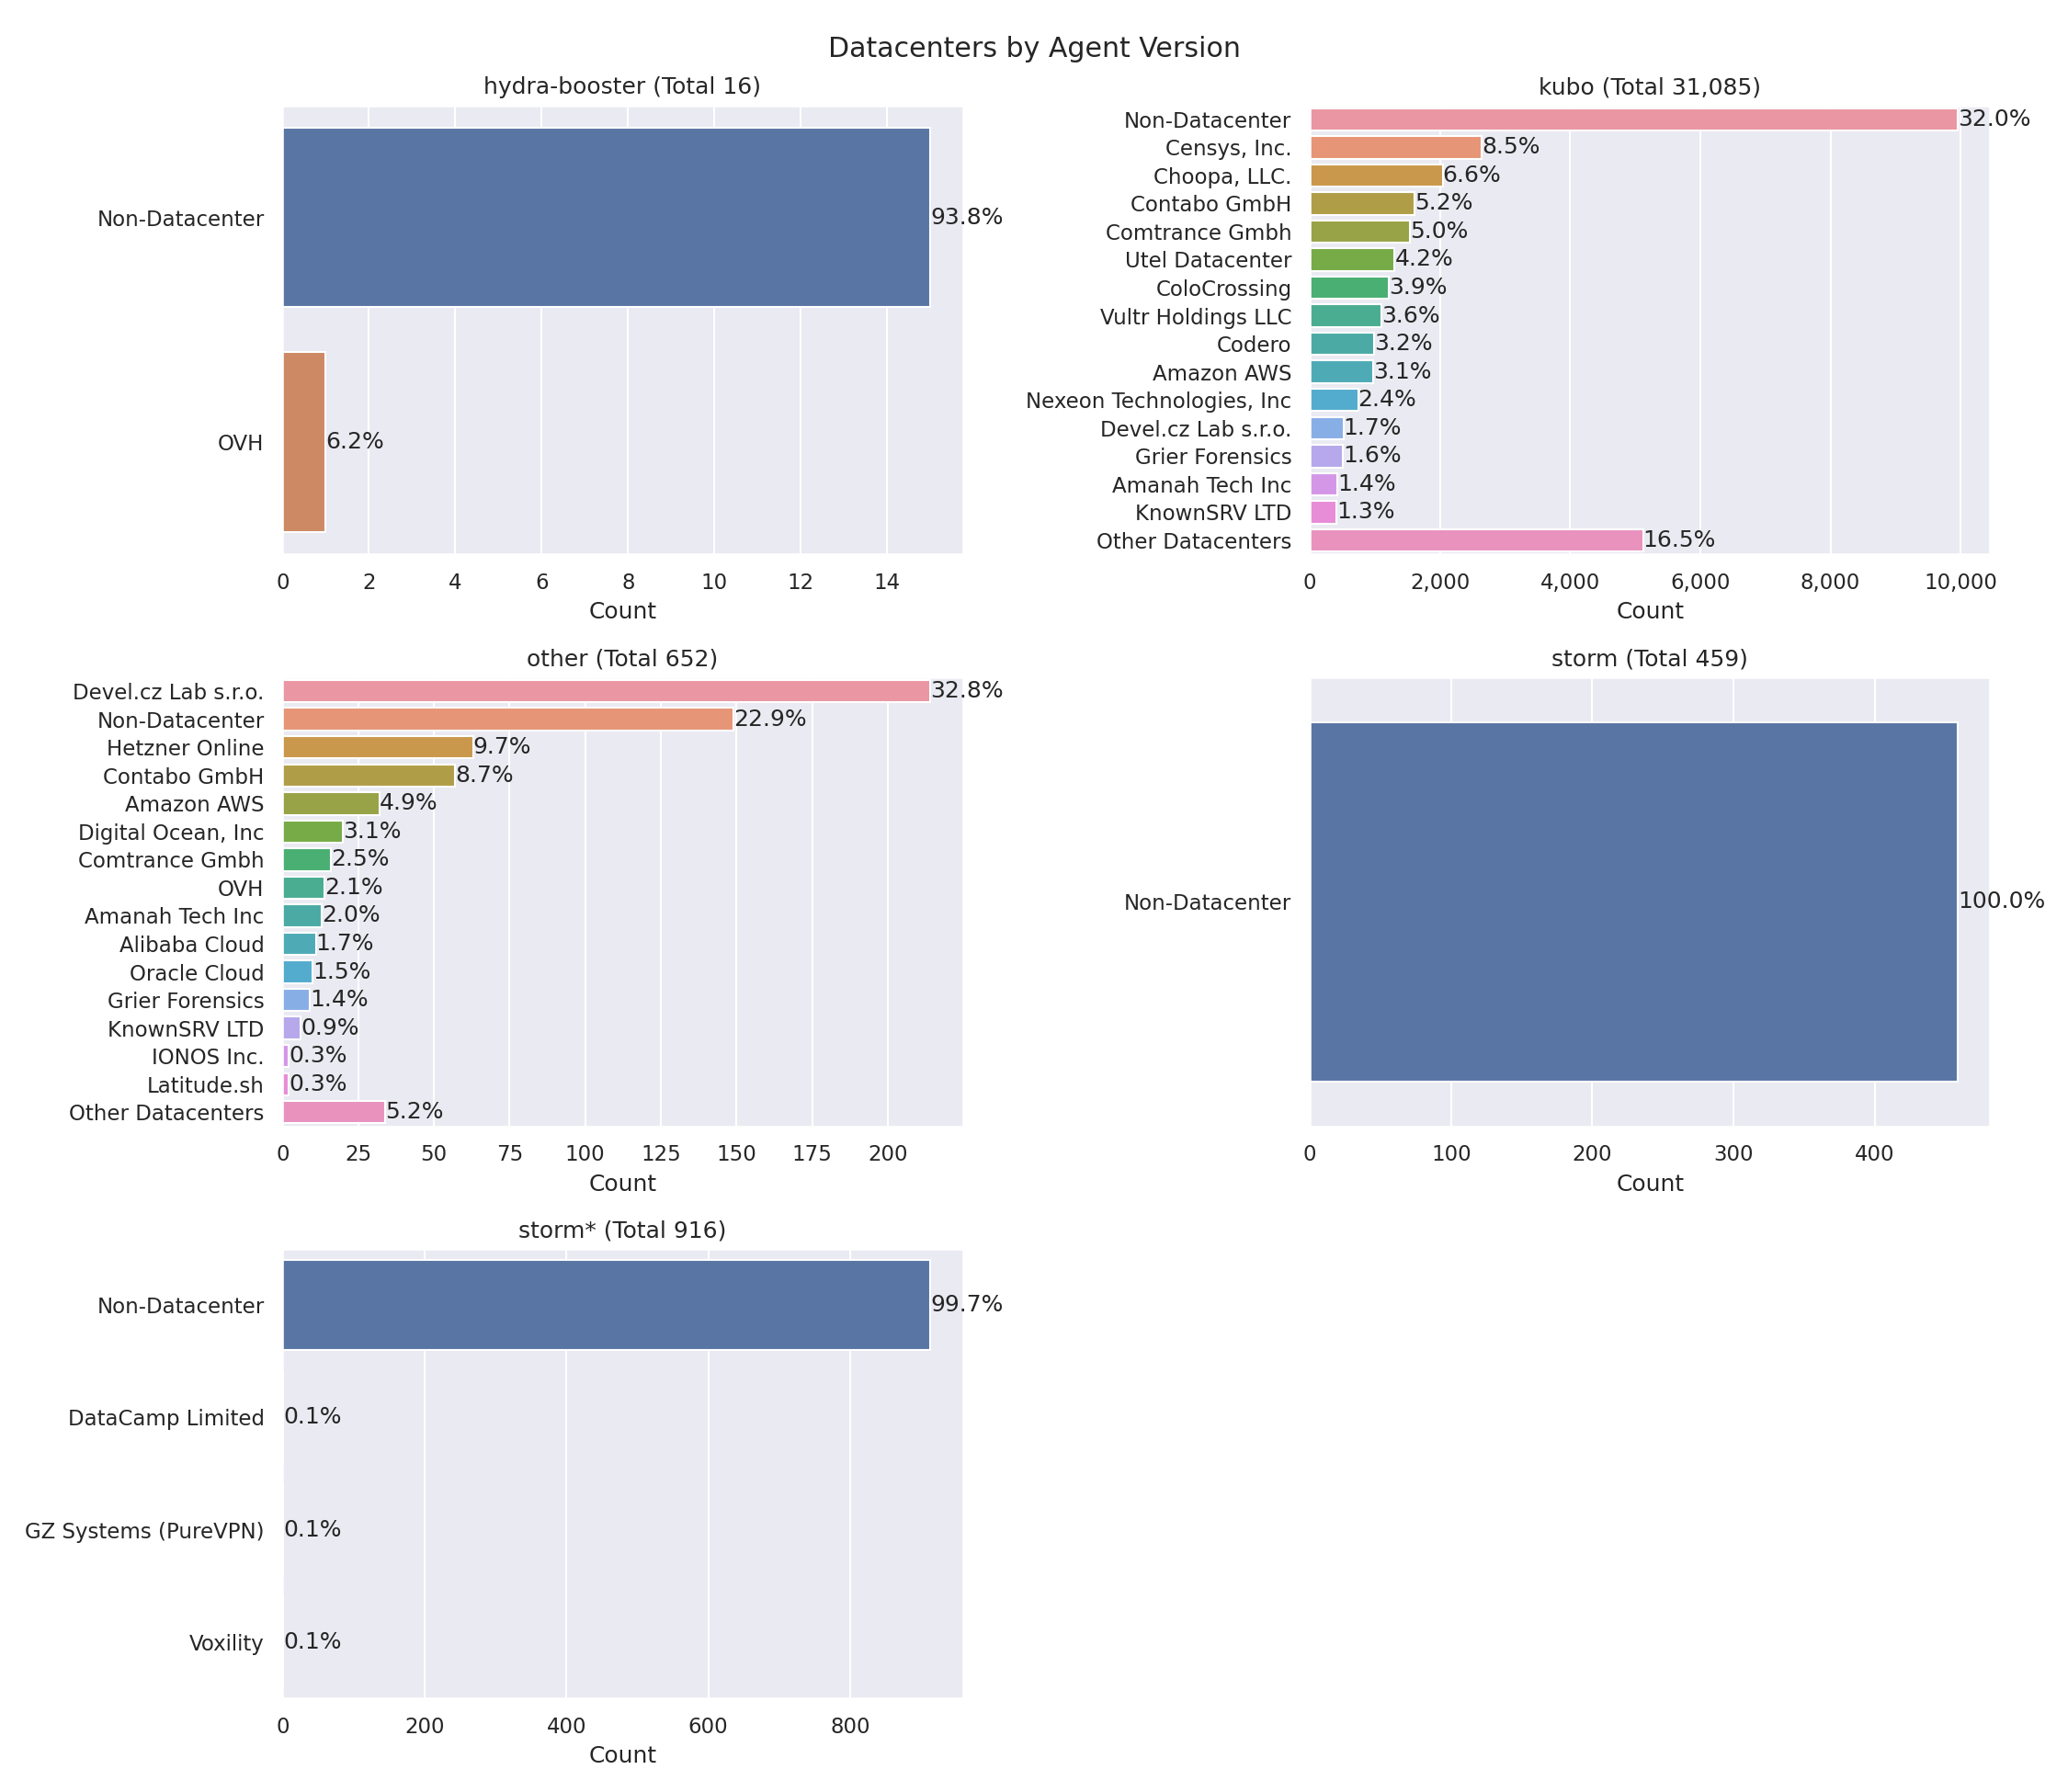 Datacenters by Agent Version
hydra-booster (Total 16)
Non-Datacenter
93.8%
OVH
6.2%
0 2 4 6 8 10 12 14
Count
kubo (Total 31,085)
Non-Datacenter
32.0%
Censys, Inc.
8.5%
Choopa, LLC.
6.6%
Contabo GmbH
5.2%
Comtrance Gmbh
5.0%
Utel Datacenter
4.2%
ColoCrossing
3.9%
Vultr Holdings LLC
3.6%
Codero
3.2%
Amazon AWS
3.1%
Nexeon Technologies, Inc
2.4%
Devel.cz Lab s.r.o.
1.7%
Grier Forensics
1.6%
Amanah Tech Inc
1.4%
KnownSRV LTD
1.3%
Other Datacenters
16.5%
0 2,000 4,000 6,000 8,000 10,000
Count
other (Total 652)
Devel.cz Lab s.r.o.
32.8%
Non-Datacenter
22.9%
Hetzner Online
9.7%
Contabo GmbH
8.7%
Amazon AWS
4.9%
Digital Ocean, Inc
3.1%
Comtrance Gmbh
2.5%
OVH
2.1%
Amanah Tech Inc
2.0%
Alibaba Cloud
1.7%
Oracle Cloud
1.5%
Grier Forensics
1.4%
KnownSRV LTD
0.9%
IONOS Inc.
0.3%
Latitude.sh
0.3%
Other Datacenters
5.2%
0 25 50 75 100 125 150 175 200
Count
storm (Total 459)
Non-Datacenter
100.0%
0 100 200 300 400
Count
storm* (Total 916)
Non-Datacenter
99.7%
DataCamp Limited
0.1%
GZ Systems (PureVPN)
0.1%
Voxility
0.1%
0 200 400 600 800
Count